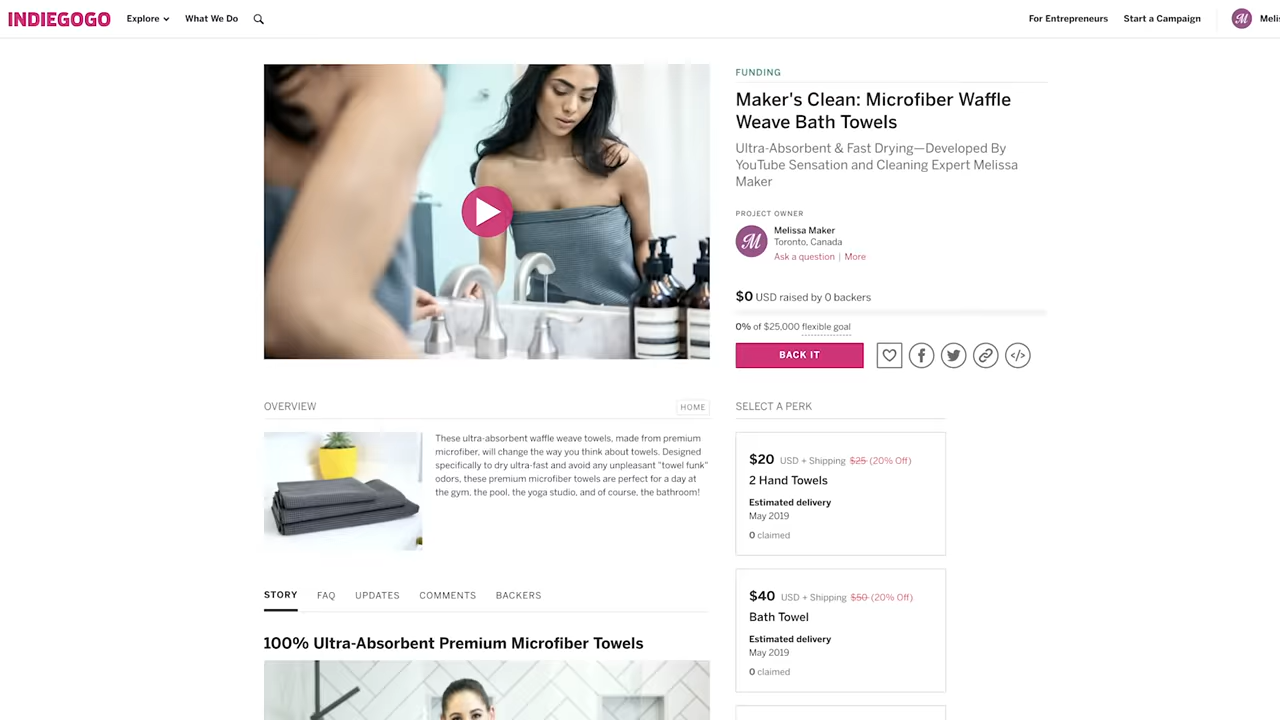 INDIEGOGO Explore What We Do For Entrepreneurs Start a Campaign M
FUNDING
Maker's Clean: Microfiber Waffle
Weave Bath Towels
Ultra-Absorbent & Fast Drying—Developed By
YouTube Sensation and Cleaning Expert Melissa
Maker
PROJECT OWNER
M
Melissa Maker
Toronto, Canada
Ask a question | More
$0 USD raised by 0 backers
0% of $25,000 flexible goal
BACK IT
OVERVIEW HOME
These ultra-absorbent waffle weave towels, made from premium
microfiber, will change the way you think about towels. Designed
specifically to dry ultra-fast and avoid any unpleasant "towel funk"
odors, these premium microfiber towels are perfect for a day at
the gym, the pool, the yoga studio, and of course, the bathroom!
STORY FAQ UPDATES COMMENTS BACKERS
100% Ultra-Absorbent Premium Microfiber Towels
SELECT A PERK
$20 USD + Shipping $25 (20% Off)
2 Hand Towels
Estimated delivery
May 2019
0 claimed
$40 USD + Shipping $50 (20% Off)
Bath Towel
Estimated delivery
May 2019
0 claimed